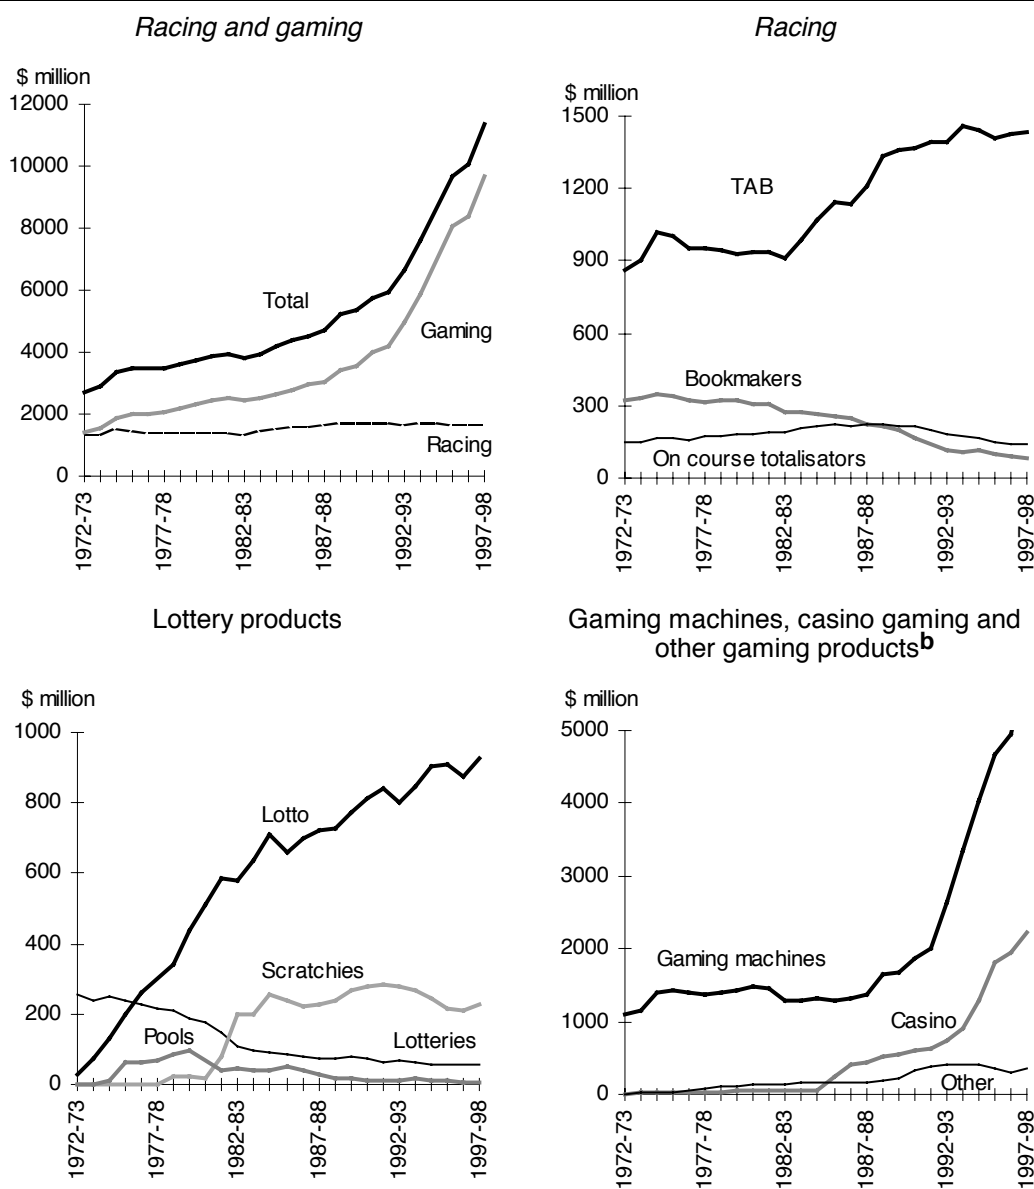 Racing and gaming
$ million
12000
10000
8000
6000
4000
2000
0
Total
Gaming
Racing
1972-73
1977-78
1982-83
1987-88
1992-93
1997-98
Racing
$ million
1500
1200
900
600
300
0
TAB
Bookmakers
On course totalisators
1972-73
1977-78
1982-83
1987-88
1992-93
1997-98
Lottery products
$ million
1000
800
600
400
200
0
Lotto
Scratchies
Pools
Lotteries
1972-73
1977-78
1982-83
1987-88
1992-93
1997-98
Gaming machines, casino gaming and
other gaming productsb
$ million
5000
4000
3000
2000
1000
0
Gaming machines
Casino
Other
1972-73
1977-78
1982-83
1987-88
1992-93
1997-98